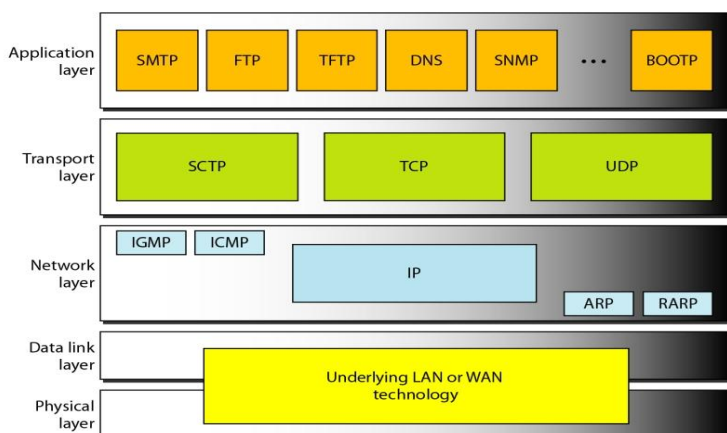 Application
layer
SMTP
FTP
TFTP
DNS
SNMP
...
BOOTP
Transport
layer
SCTP
TCP
UDP
Network
layer
IGMP
ICMP
IP
ARP
RARP
Data link
layer
Underlying LAN or WAN
technology
Physical
layer